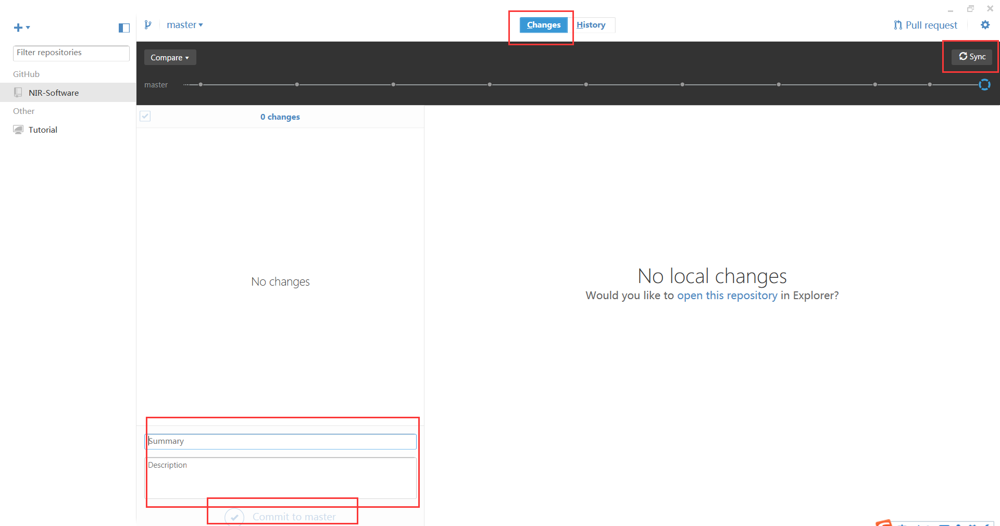 master
Changes
History
Pull request
Filter repositories
Compare
Sync
GitHub
master
NIR-Software
Other
0 changes
Tutorial
No changes
No local changes
Would you like to open this repository in Explorer?
Summary
Description
Commit to master